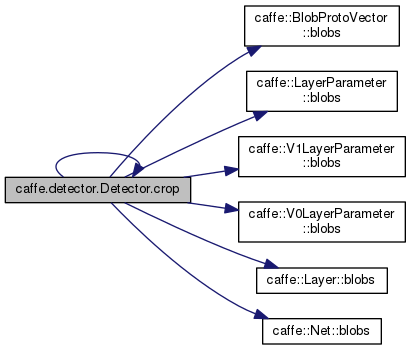 caffe::BlobProtoVector
::blobs
caffe::LayerParameter
::blobs
caffe::V1LayerParameter
::blobs
caffe.detector.Detector.crop
caffe::V0LayerParameter
::blobs
caffe::Layer::blobs
caffe::Net::blobs